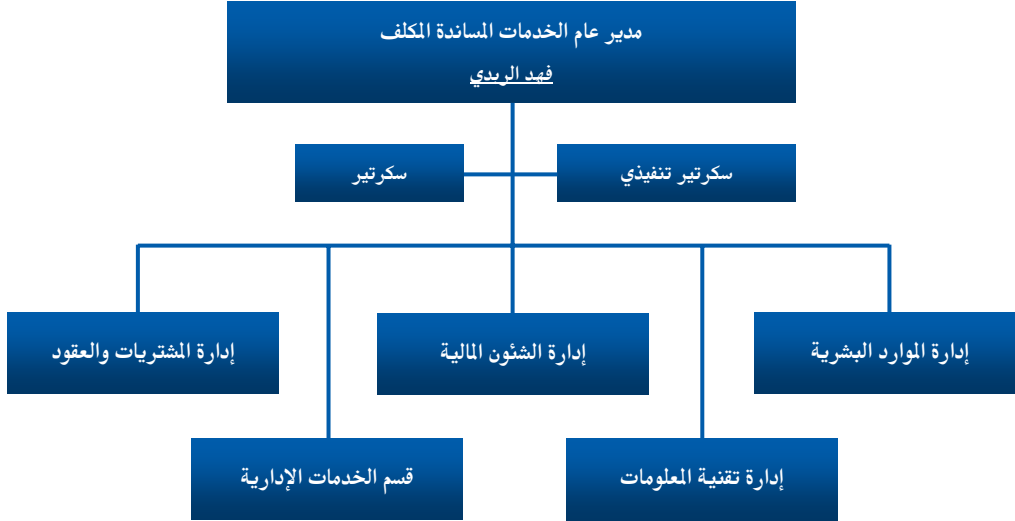 مدير عام الخدمات المساندة المكلف
فهد الربدي
سكرتير تنفيذي
سكرتير
إدارة الموارد البشرية
إدارة الشئون المالية
إدارة المشتريات والعقود
إدارة تقنية المعلومات
قسم الخدمات الإدارية